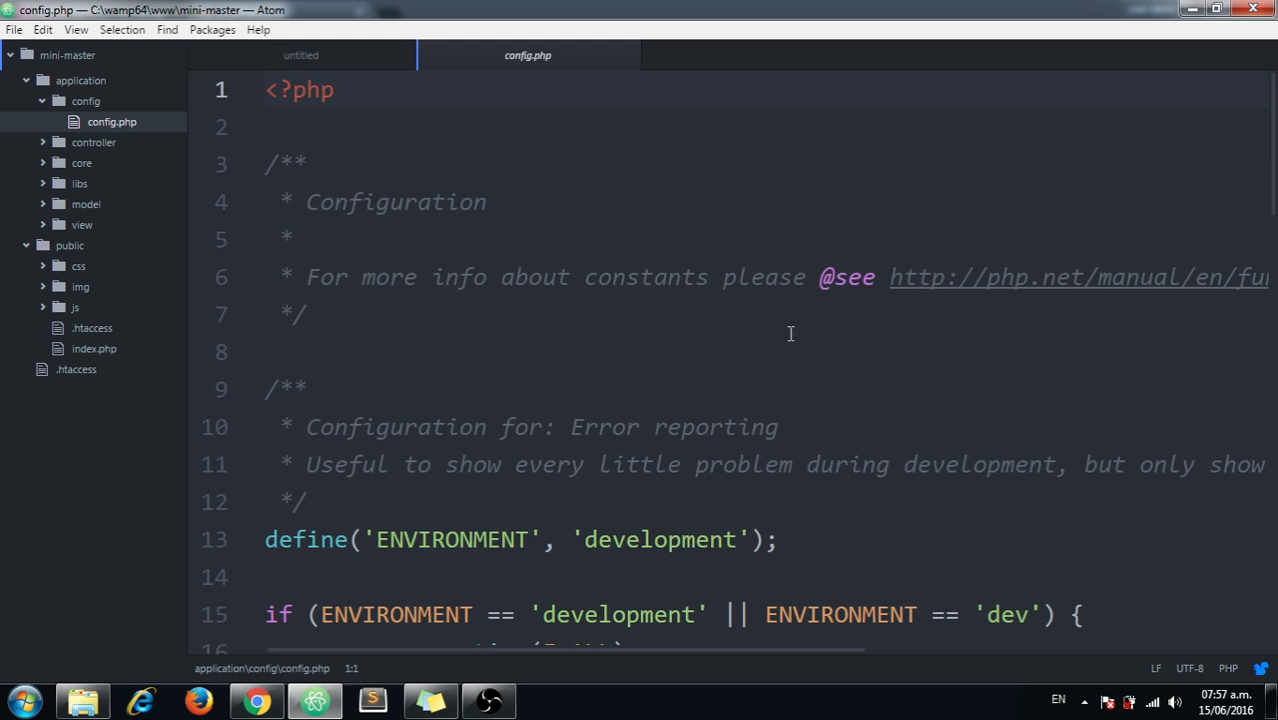 config.php — C:\wamp64\www\mini-master — Atom
File Edit View Selection Find Packages Help
mini-master
application
config
config.php
controller
core
libs
model
view
public
css
img
js
.htaccess
index.php
.htaccess
untitled config.php
1 <?php
2
3 /**
4 * Configuration
5 *
6 * For more info about constants please @see http://php.net/manual/en/fu
7 */
8
9 /**
10 * Configuration for: Error reporting
11 * Useful to show every little problem during development, but only show
12 */
13 define('ENVIRONMENT', 'development');
14
15 if (ENVIRONMENT == 'development' || ENVIRONMENT == 'dev') {
16
application\config\config.php 1:1 LF UTF-8 PHP
EN 07:57 a.m.
15/06/2016